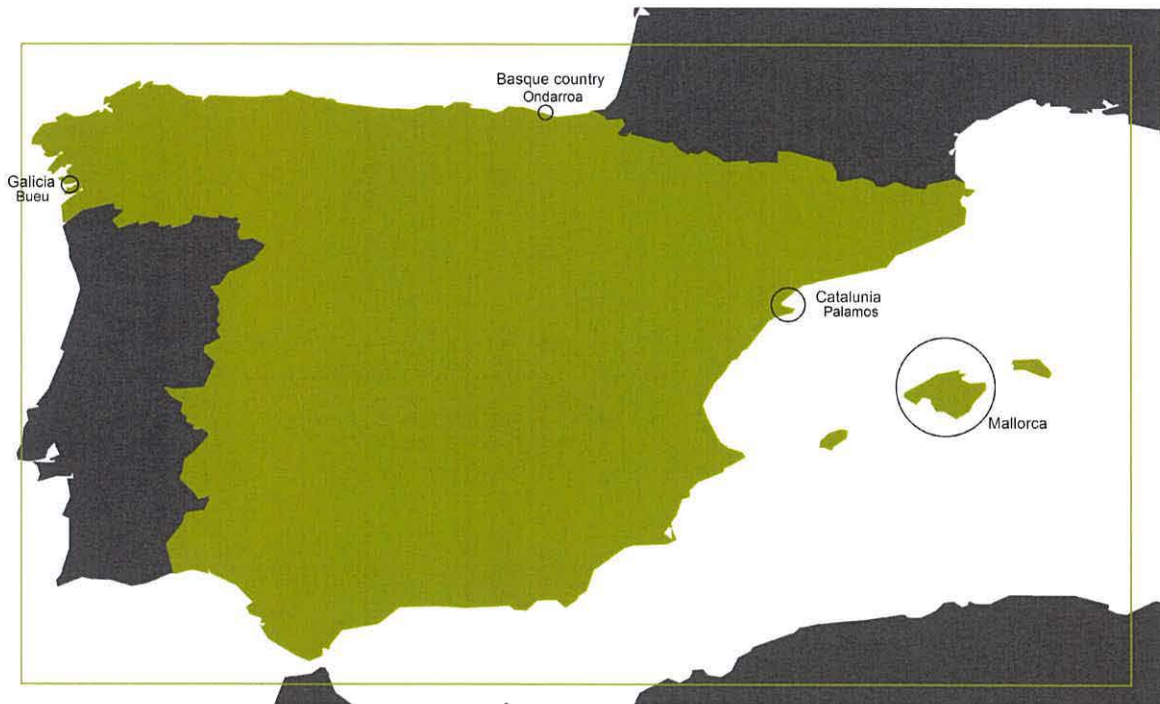 Basque country
Ondarroa
Galicia
Bueu
Catalunia
Palamos
Mallorca